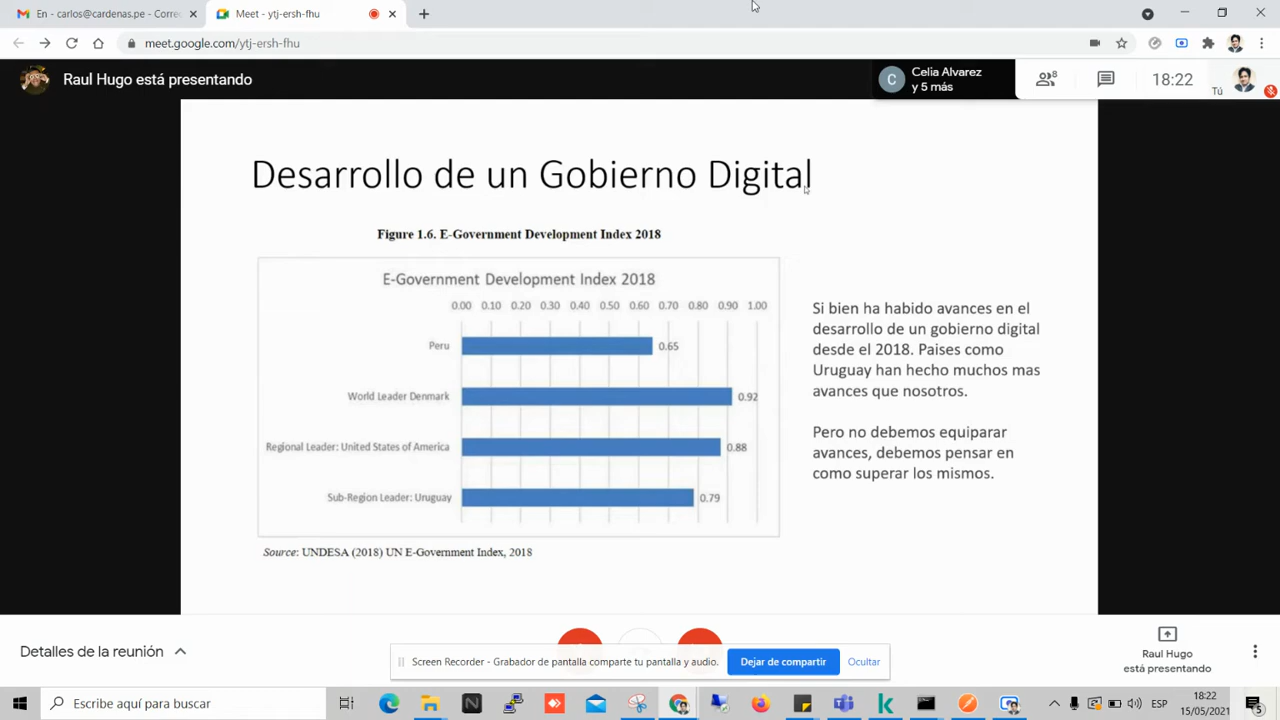 En - carlos@cardenas.pe - Correo
Meet - ytj-ersh-fhu
meet.google.com/ytj-ersh-fhu
Raul Hugo está presentando
C
Celia Alvarez
y 5 más
8
18:22
Tú
Desarrollo de un Gobierno Digital
Figure 1.6. E-Government Development Index 2018
E-Government Development Index 2018
0.00 0.10 0.20 0.30 0.40 0.50 0.60 0.70 0.80 0.90 1.00
Peru 0.65
World Leader Denmark 0.92
Regional Leader: United States of America 0.88
Sub-Region Leader: Uruguay 0.79
Source: UNDESA (2018) UN E-Government Index, 2018
Si bien ha habido avances en el
desarrollo de un gobierno digital
desde el 2018. Paises como
Uruguay han hecho muchos mas
avances que nosotros.
Pero no debemos equiparar
avances, debemos pensar en
como superar los mismos.
Detalles de la reunión
Screen Recorder - Grabador de pantalla comparte tu pantalla y audio.
Dejar de compartir
Ocultar
Raul Hugo
está presentando
Escribe aquí para buscar
ESP
18:22
15/05/2021
5